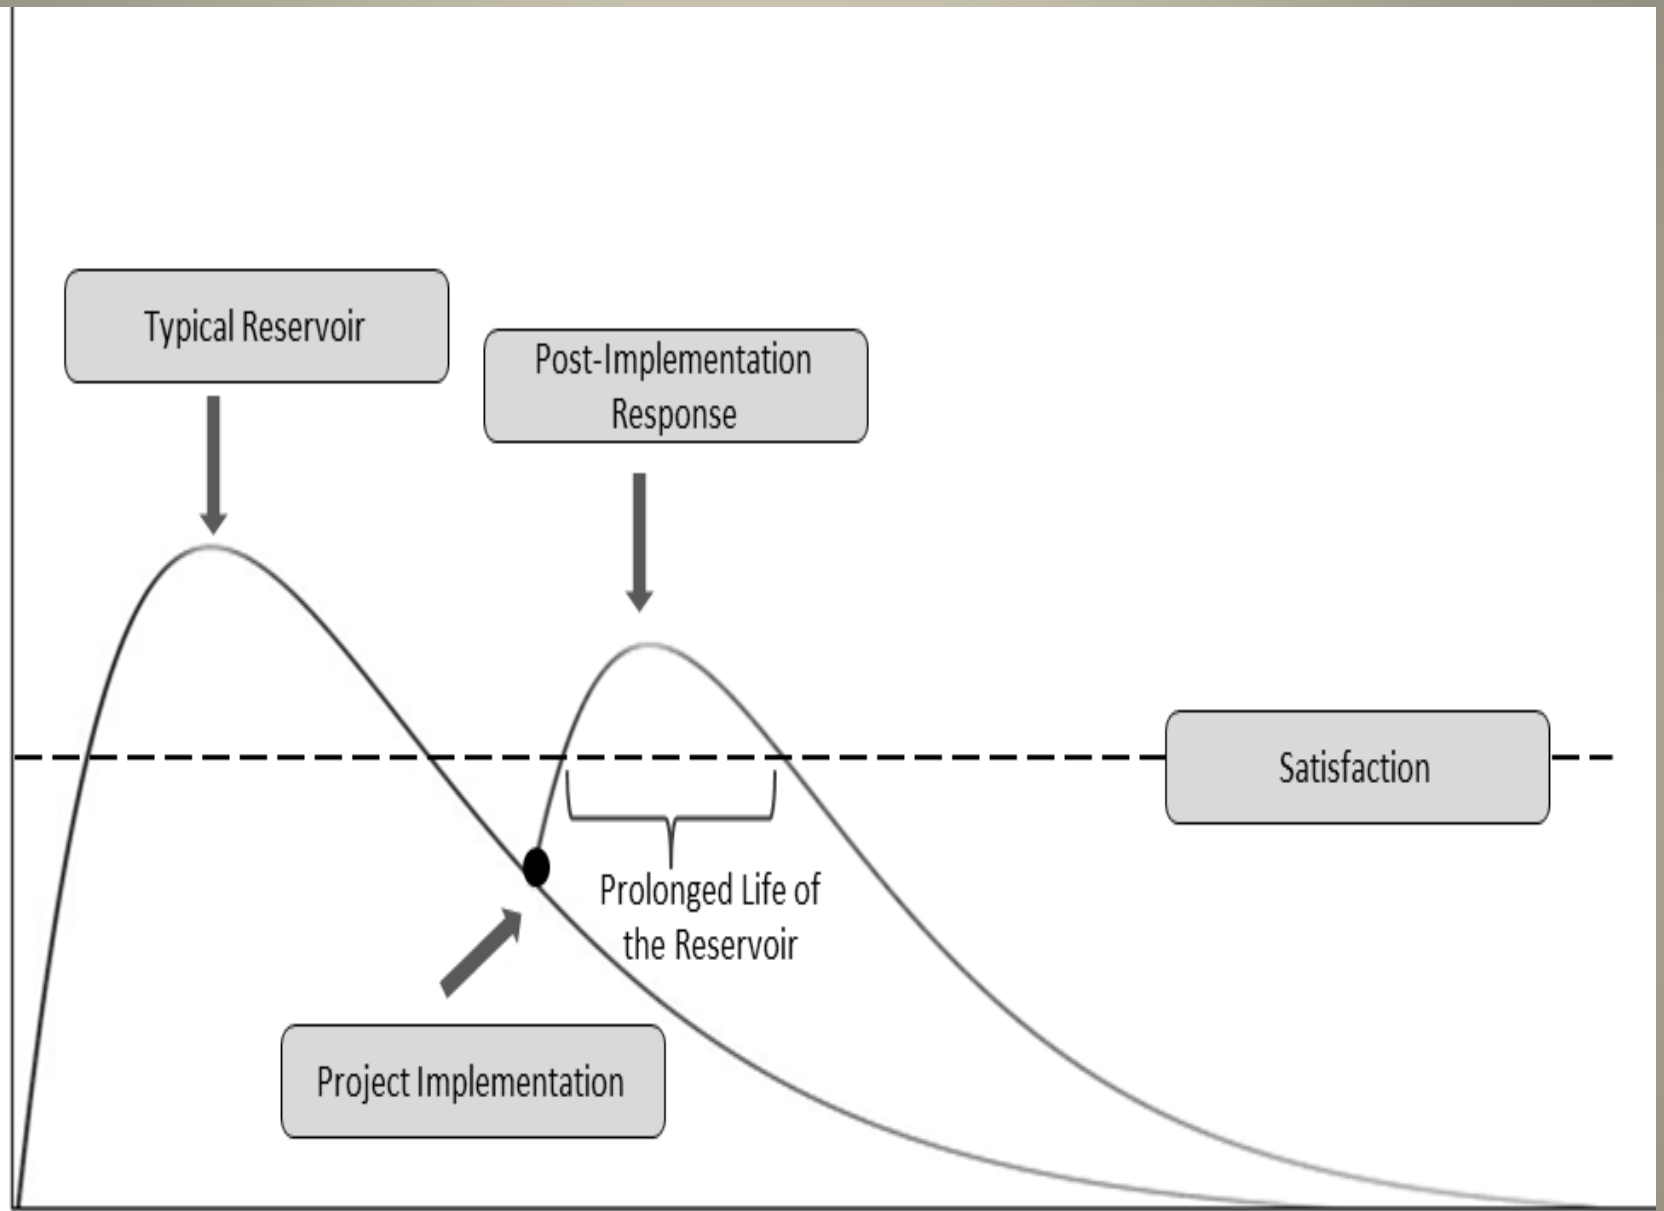 Typical Reservoir
Post-Implementation
Response
Satisfaction
Prolonged Life of
the Reservoir
Project Implementation